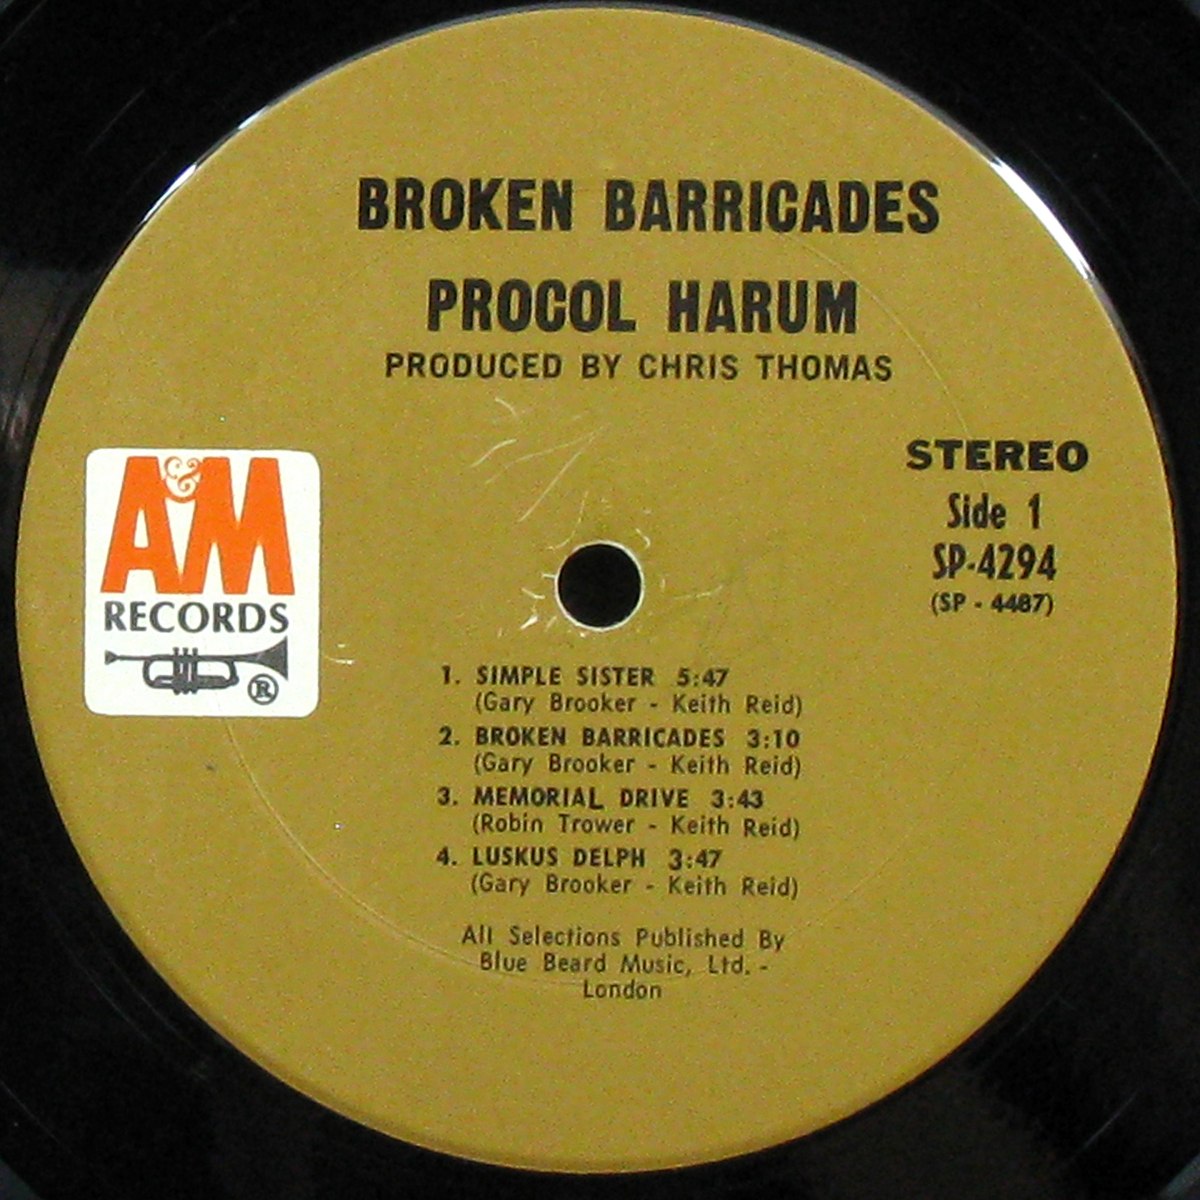 BROKEN BARRICADES
PROCOL HARUM
PRODUCED BY CHRIS THOMAS
A&M
RECORDS
®
STEREO
Side 1
SP-4294
(SP - 4487)
1. SIMPLE SISTER 5:47
(Gary Brooker - Keith Reid)
2. BROKEN BARRICADES 3:10
(Gary Brooker - Keith Reid)
3. MEMORIAL DRIVE 3:43
(Robin Trower - Keith Reid)
4. LUSKUS DELPH 3:47
(Gary Brooker - Keith Reid)
All Selections Published By
Blue Beard Music, Ltd. -
London